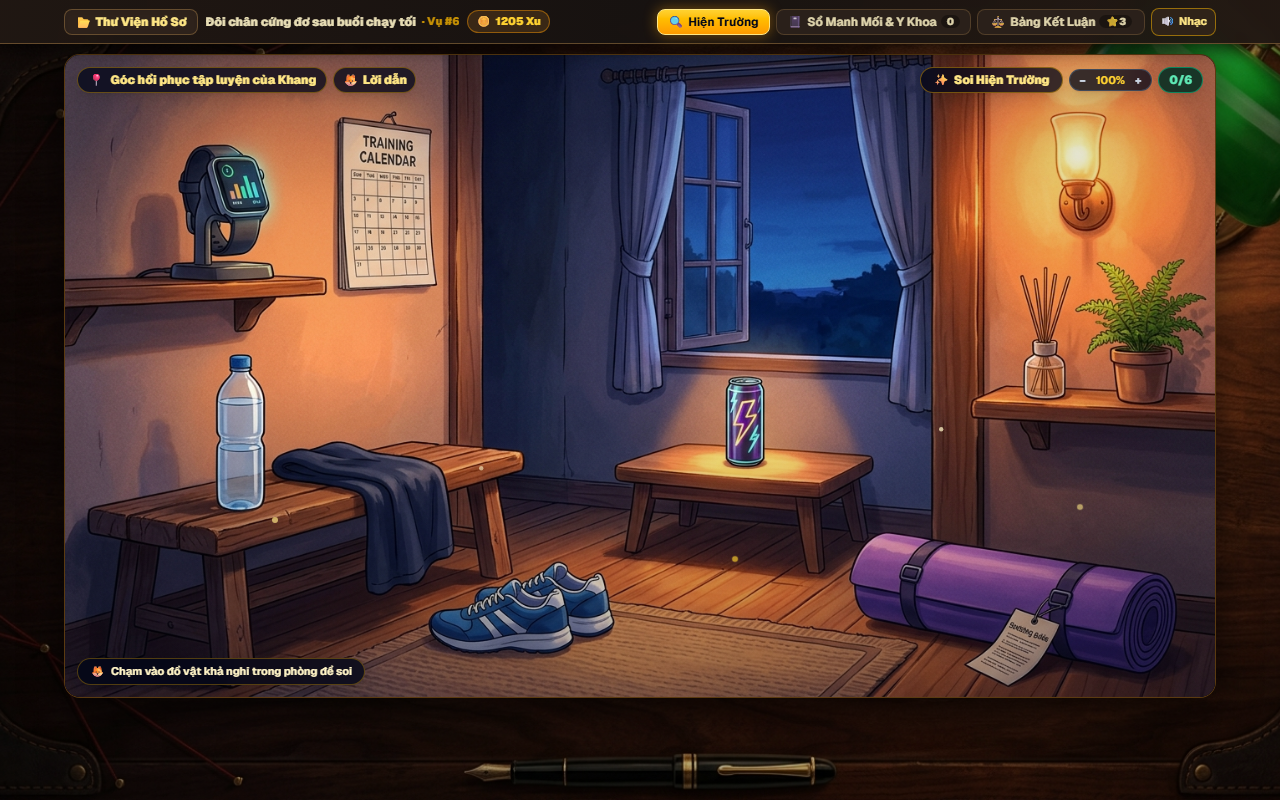 Thư Viện Hồ Sơ
Đôi chân cứng đơ sau buổi chạy tối · Vụ #6
1205 Xu
Hiện Trường
Sổ Manh Mối & Y Khoa 0
Bảng Kết Luận ⭐3
Nhạc
Góc hồi phục tập luyện của Khang
Lời dẫn
Soi Hiện Trường
− 100% +
0/6
TRAINING
CALENDAR
Chạm vào đồ vật khả nghi trong phòng để soi